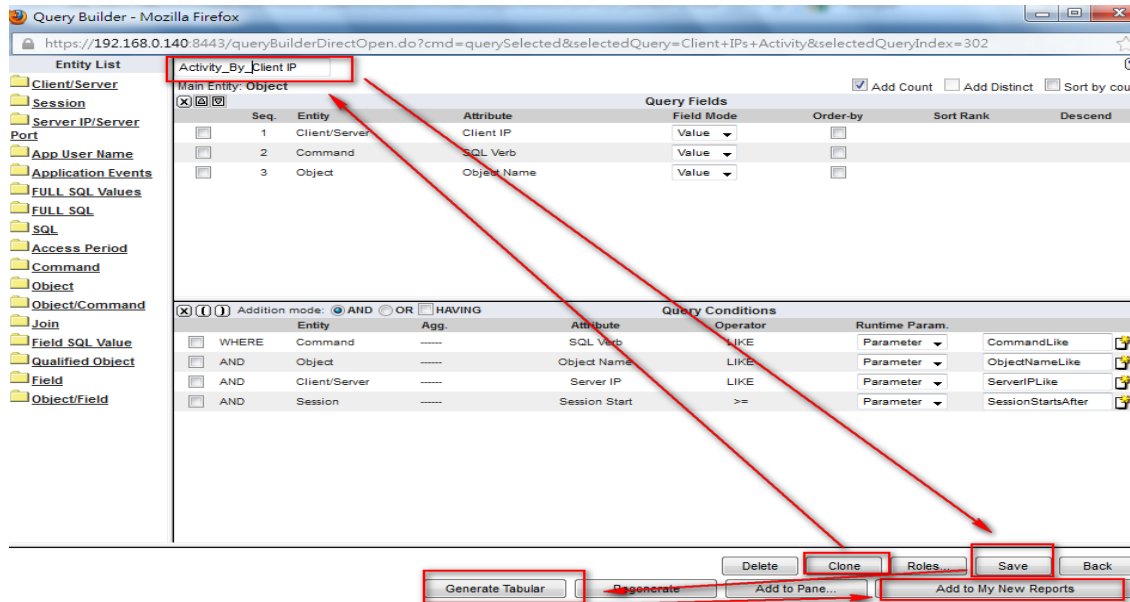 Query Builder - Mozilla Firefox
https://192.168.0.140:8443/queryBuilderDirectOpen.do?cmd=querySelected&selectedQuery=Client+IPs+Activity&selectedQueryIndex=302
Entity List
Client/Server
Session
Server IP/Server
Port
App User Name
Application Events
FULL SQL Values
FULL SQL
SQL
Access Period
Command
Object
Object/Command
Join
Field SQL Value
Qualified Object
Field
Object/Field
Activity_By_Client IP
Main Entity: Object
Add Count Add Distinct Sort by cou
Query Fields
Seq. Entity Attribute Field Mode Order-by Sort Rank Descend
1 Client/Server Client IP Value
2 Command SQL Verb Value
3 Object Object Name Value
Addition mode: AND OR HAVING Query Conditions
Entity Agg. Attribute Operator Runtime Param.
WHERE Command ------ SQL Verb LIKE Parameter CommandLike
AND Object ------ Object Name LIKE Parameter ObjectNameLike
AND Client/Server ------ Server IP LIKE Parameter ServerIPLike
AND Session ------ Session Start >= Parameter SessionStartsAfter
Delete Clone Roles... Save Back
Generate Tabular Regenerate Add to Pane... Add to My New Reports